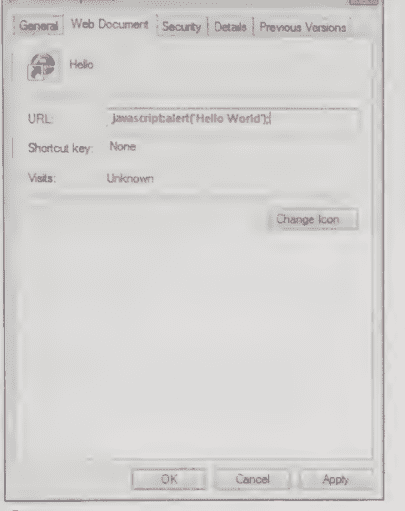 General Web Document Security Details Previous Versions
Hello
URL: javascript:alert('Hello World');
Shortcut key: None
Visits: Unknown
Change Icon
OK Cancel Apply